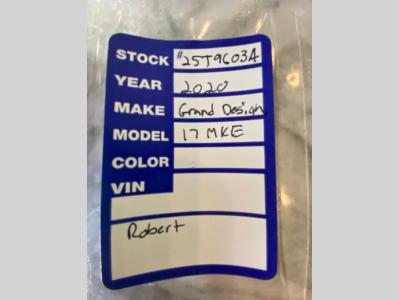 STOCK #25T9603A
YEAR 2020
MAKE Grand Design
MODEL 17 MKE
COLOR
VIN
Robert